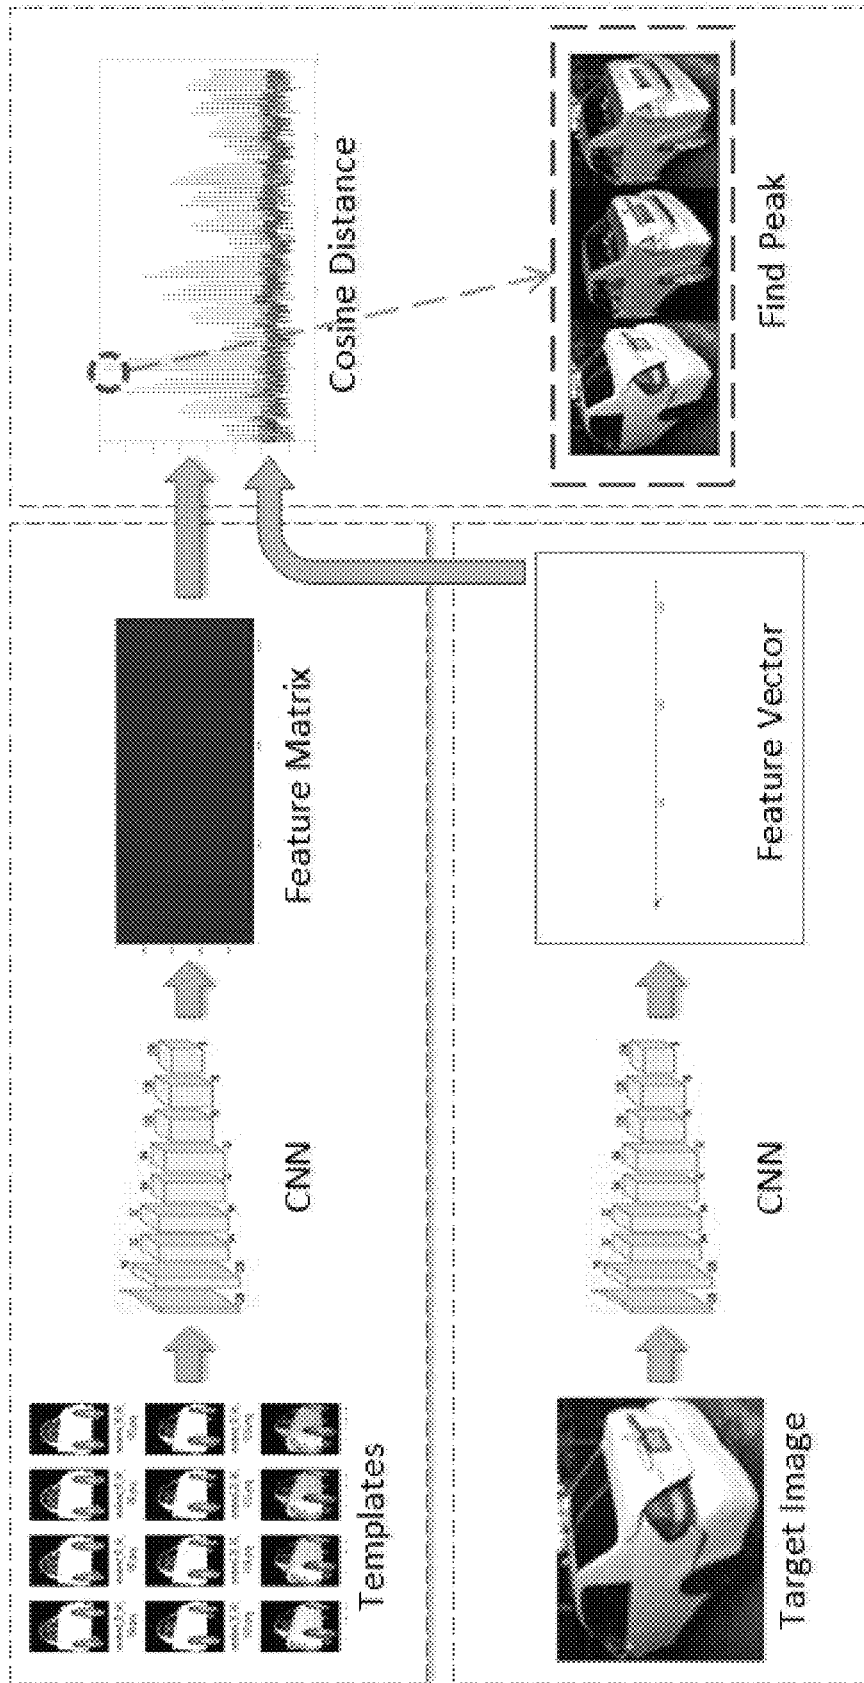 Templates
CNN
Feature Matrix
Cosine Distance
Target Image
CNN
Feature Vector
Find Peak